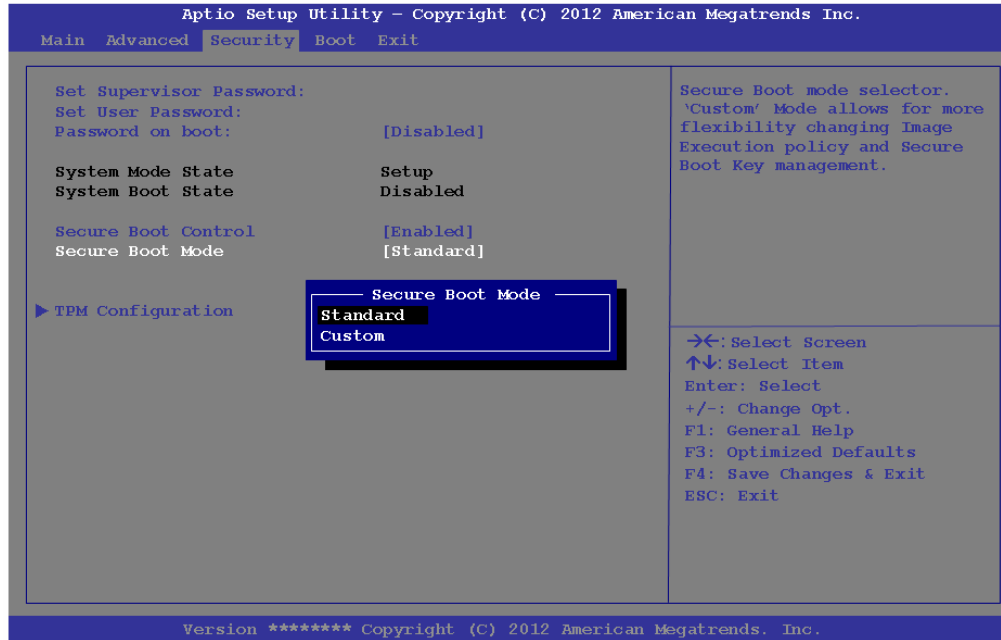 Aptio Setup Utility – Copyright (C) 2012 American Megatrends Inc.
Main Advanced Security Boot Exit
Set Supervisor Password:
Set User Password:
Password on boot: [Disabled]
System Mode State Setup
System Boot State Disabled
Secure Boot Control [Enabled]
Secure Boot Mode [Standard]
TPM Configuration
Secure Boot Mode
Standard
Custom
Secure Boot mode selector.
‘Custom’ Mode allows for more
flexibility changing Image
Execution policy and Secure
Boot Key management.
→←: Select Screen
↑↓: Select Item
Enter: Select
+/-: Change Opt.
F1: General Help
F3: Optimized Defaults
F4: Save Changes & Exit
ESC: Exit
Version ******** Copyright (C) 2012 American Megatrends. Inc.